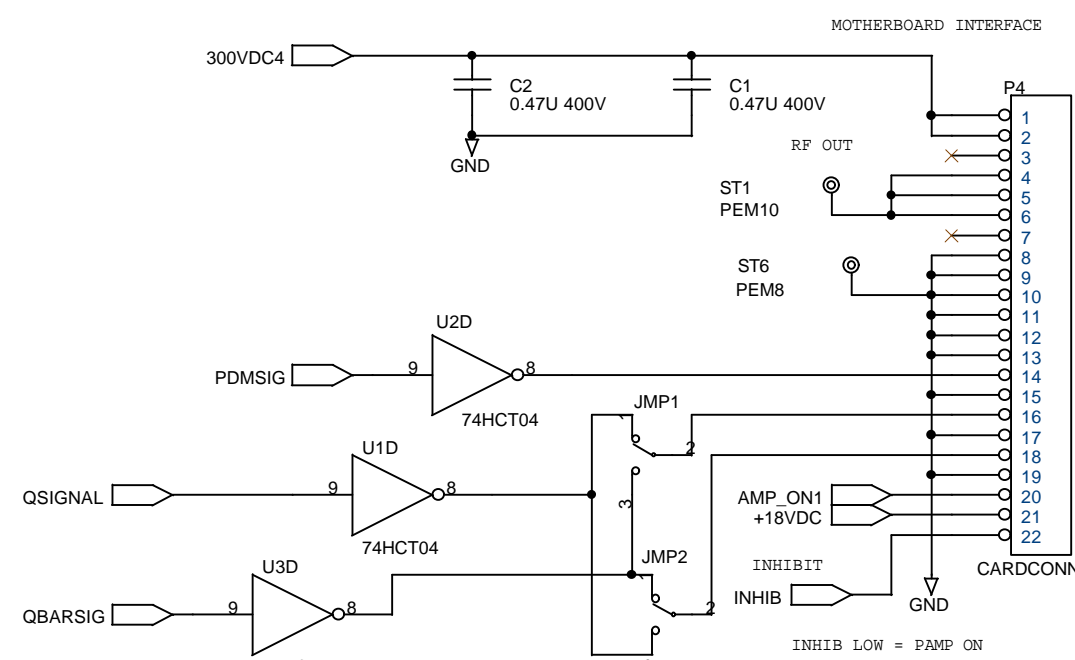 MOTHERBOARD INTERFACE
300VDC4
C2
0.47U 400V
C1
0.47U 400V
GND
P4
1
2
RF OUT
3
4
ST1
PEM10
5
6
7
8
ST6
PEM8
9
10
11
12
13
U2D
PDMSIG
9
8
14
74HCT04
15
JMP1
16
2
17
18
U1D
QSIGNAL
9
8
74HCT04
3
19
AMP_ON1
20
+18VDC
21
22
JMP2
INHIBIT
CARDCONN
U3D
QBARSIG
9
8
2
INHIB
GND
INHIB LOW = PAMP ON